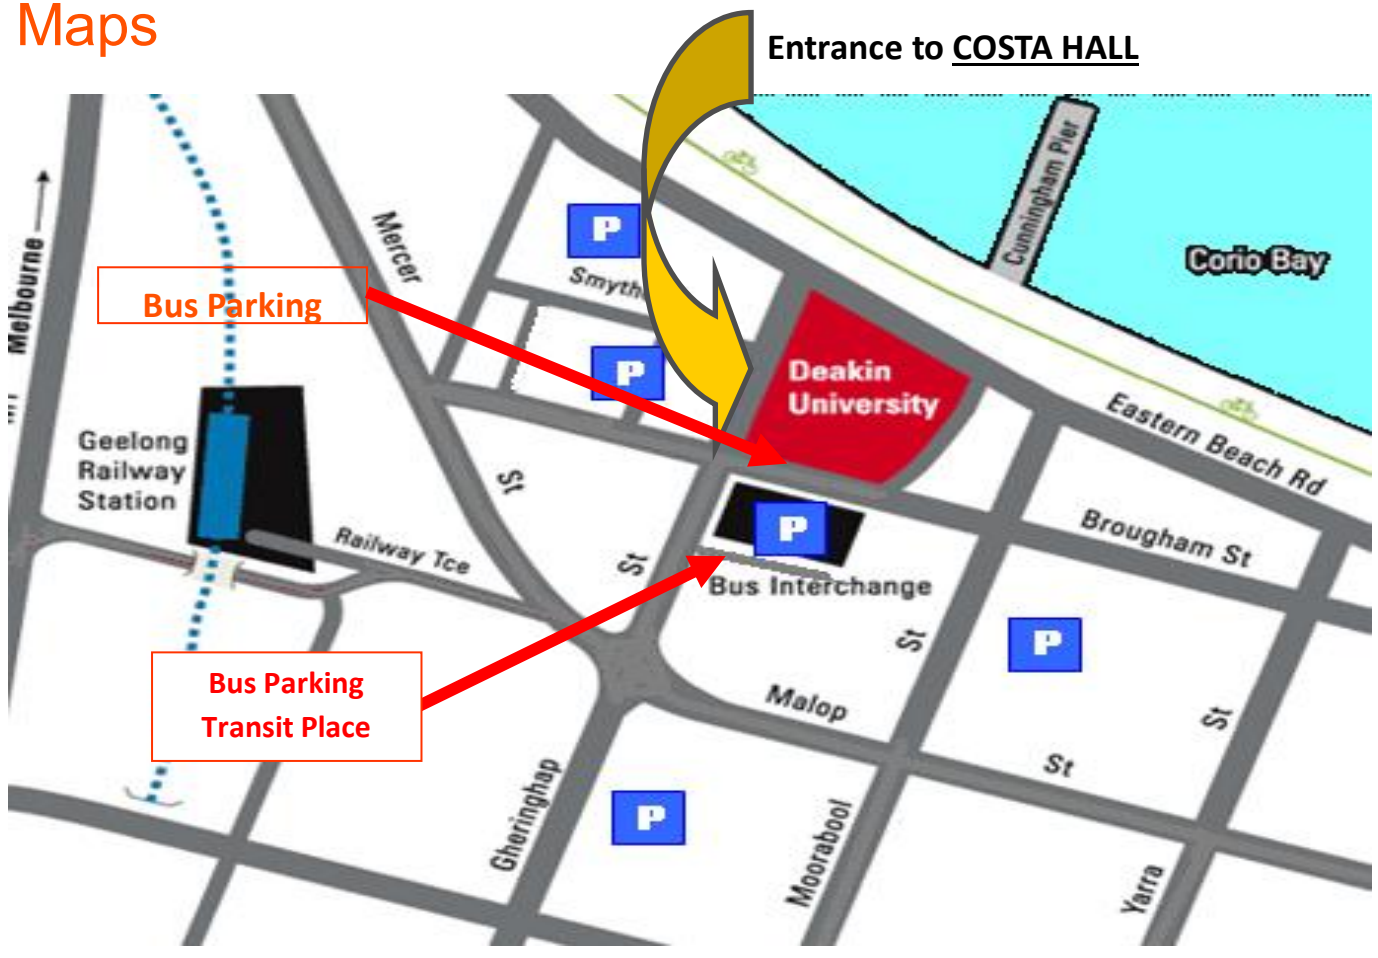 Maps
Entrance to COSTA HALL
Cunningham Pier
Corio Bay
Melbourne
Mercer
P
Smythe
Bus Parking
P
Deakin
University
Eastern Beach Rd
Geelong
Railway
Station
St
Railway Tce
P
Brougham St
St
Bus Interchange
St
P
Bus Parking
Transit Place
Malop
St
St
Gheringhap
P
Moorabool
Yarra